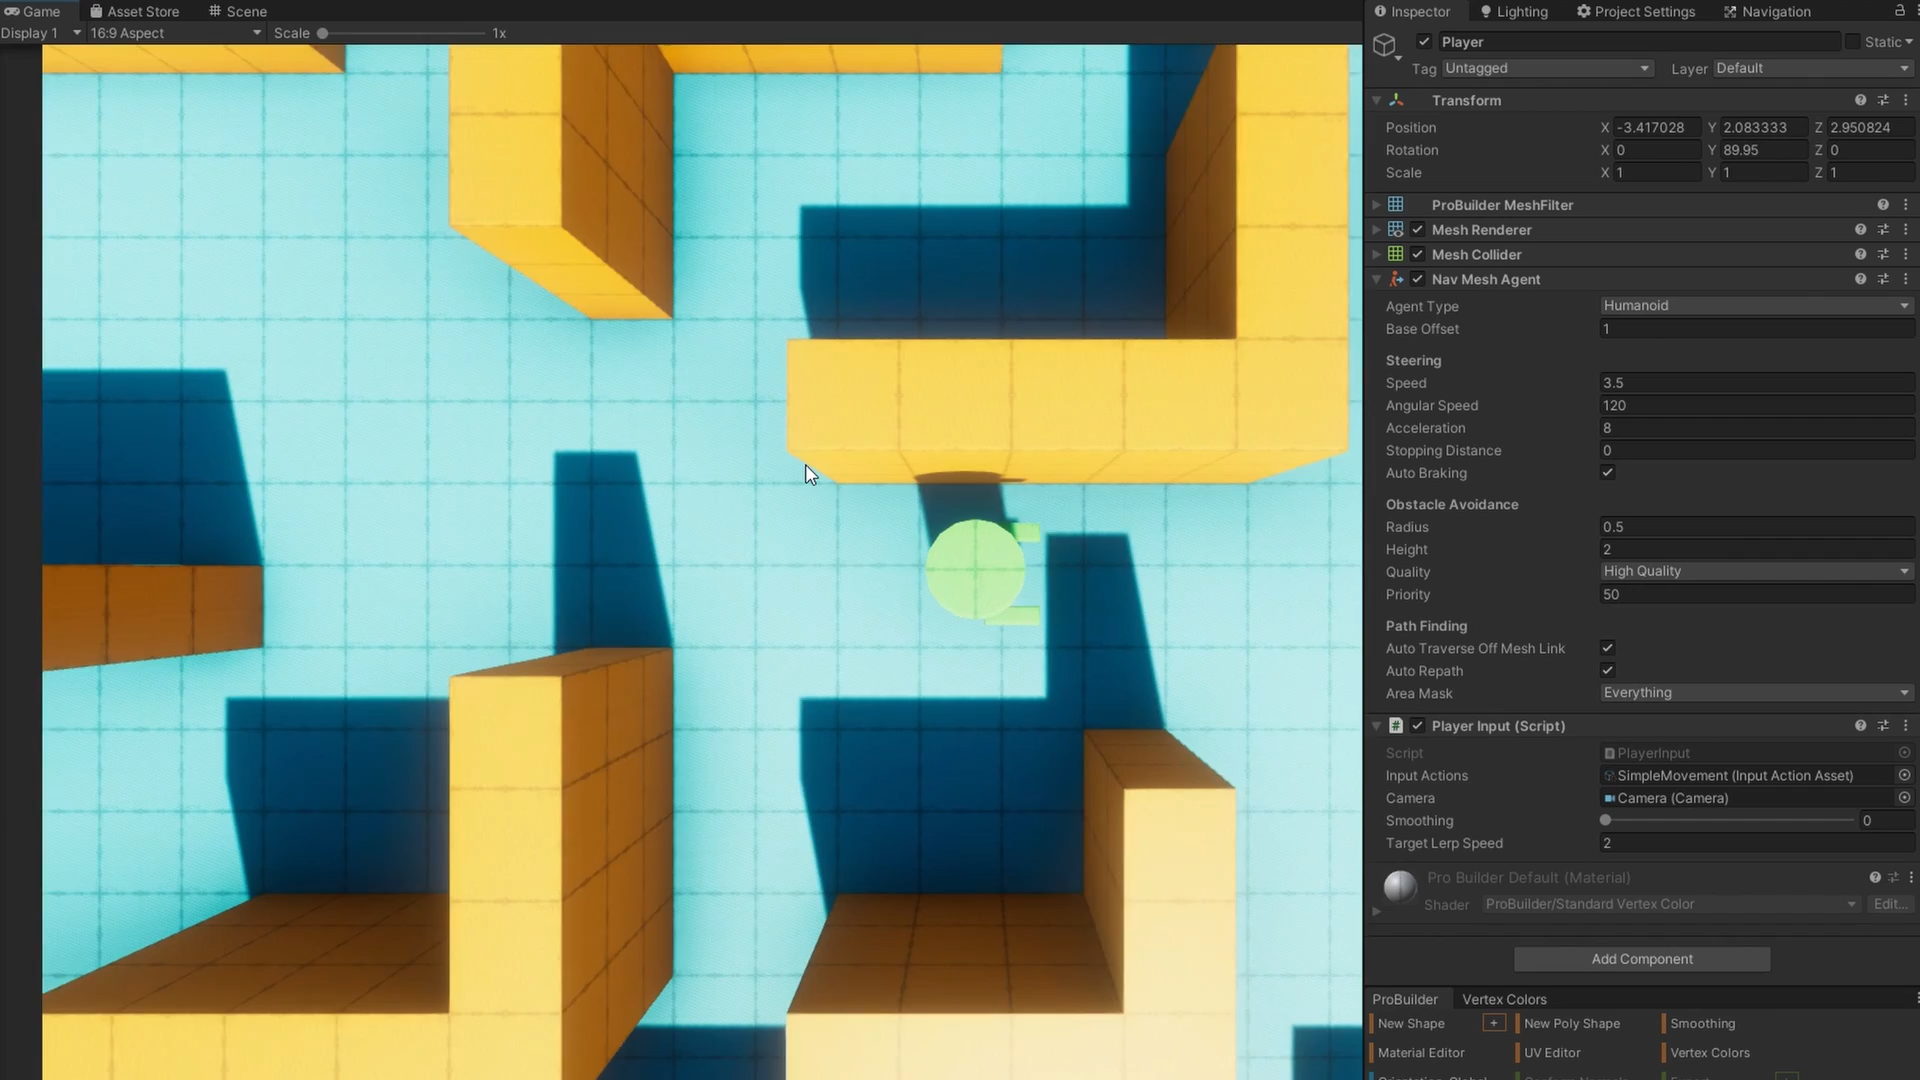 Game Asset Store Scene
Display 1 16:9 Aspect Scale 1x
Inspector Lighting Project Settings Navigation
Player Static
Tag Untagged Layer Default
Transform
Position X -3.417028 Y 2.083333 Z 2.950824
Rotation X 0 Y 89.95 Z 0
Scale X 1 Y 1 Z 1
ProBuilder MeshFilter
Mesh Renderer
Mesh Collider
Nav Mesh Agent
Agent Type Humanoid
Base Offset 1
Steering
Speed 3.5
Angular Speed 120
Acceleration 8
Stopping Distance 0
Auto Braking
Obstacle Avoidance
Radius 0.5
Height 2
Quality High Quality
Priority 50
Path Finding
Auto Traverse Off Mesh Link
Auto Repath
Area Mask Everything
Player Input (Script)
Script PlayerInput
Input Actions SimpleMovement (Input Action Asset)
Camera Camera (Camera)
Smoothing 0
Target Lerp Speed 2
Pro Builder Default (Material)
Shader ProBuilder/Standard Vertex Color Edit...
Add Component
ProBuilder Vertex Colors
New Shape + New Poly Shape Smoothing
Material Editor UV Editor Vertex Colors